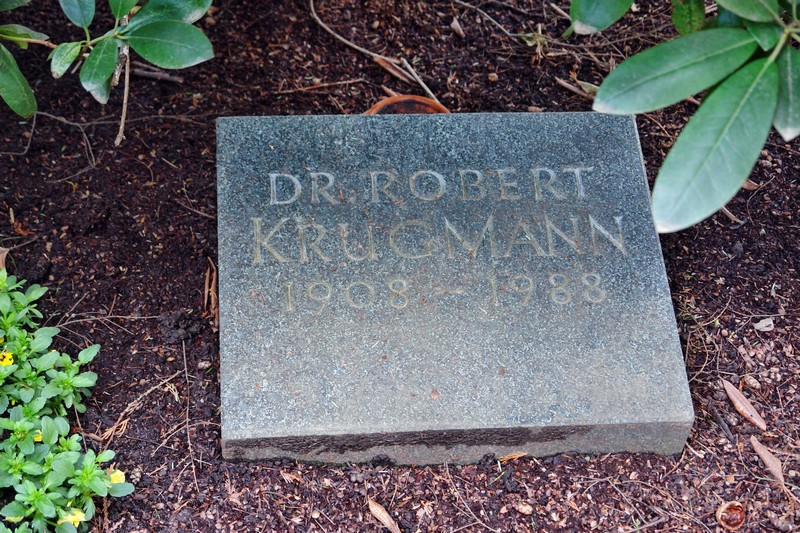 DR. ROBERT
KRUGMANN
1908 – 1988